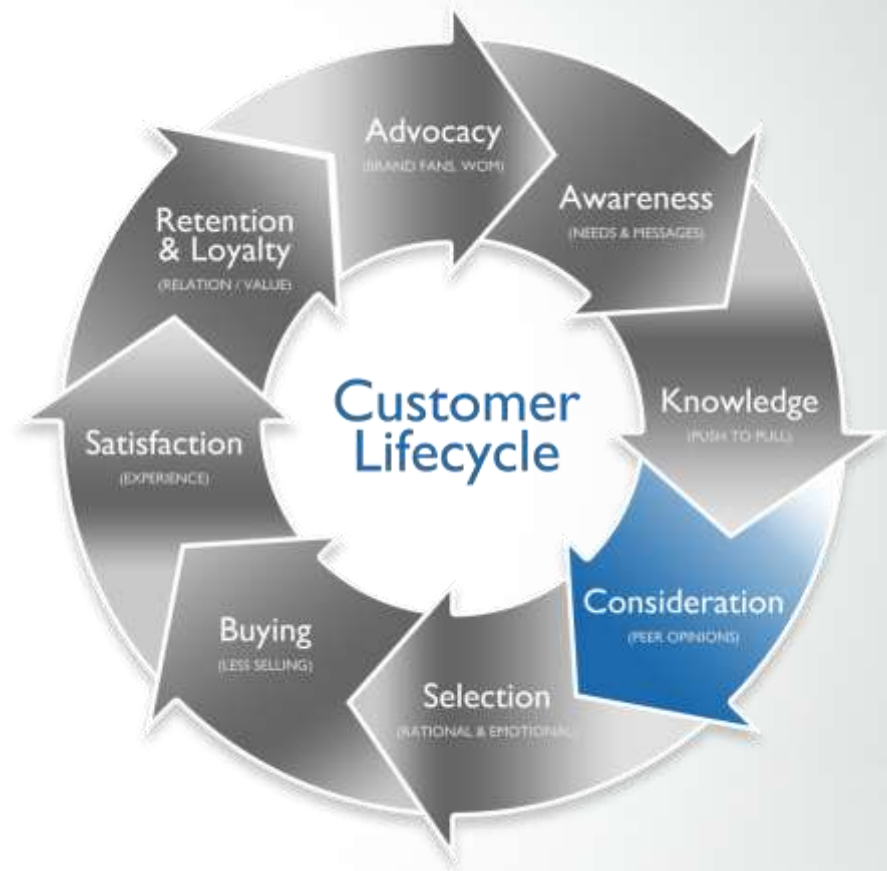 Advocacy
(BRAND FANS, WOM)
Awareness
(NEEDS & MESSAGES)
Knowledge
(PUSH TO PULL)
Consideration
(PEER OPINIONS)
Selection
(RATIONAL & EMOTIONAL)
Buying
(LESS SELLING)
Satisfaction
(EXPERIENCE)
Retention
& Loyalty
(RELATION / VALUE)
Customer
Lifecycle